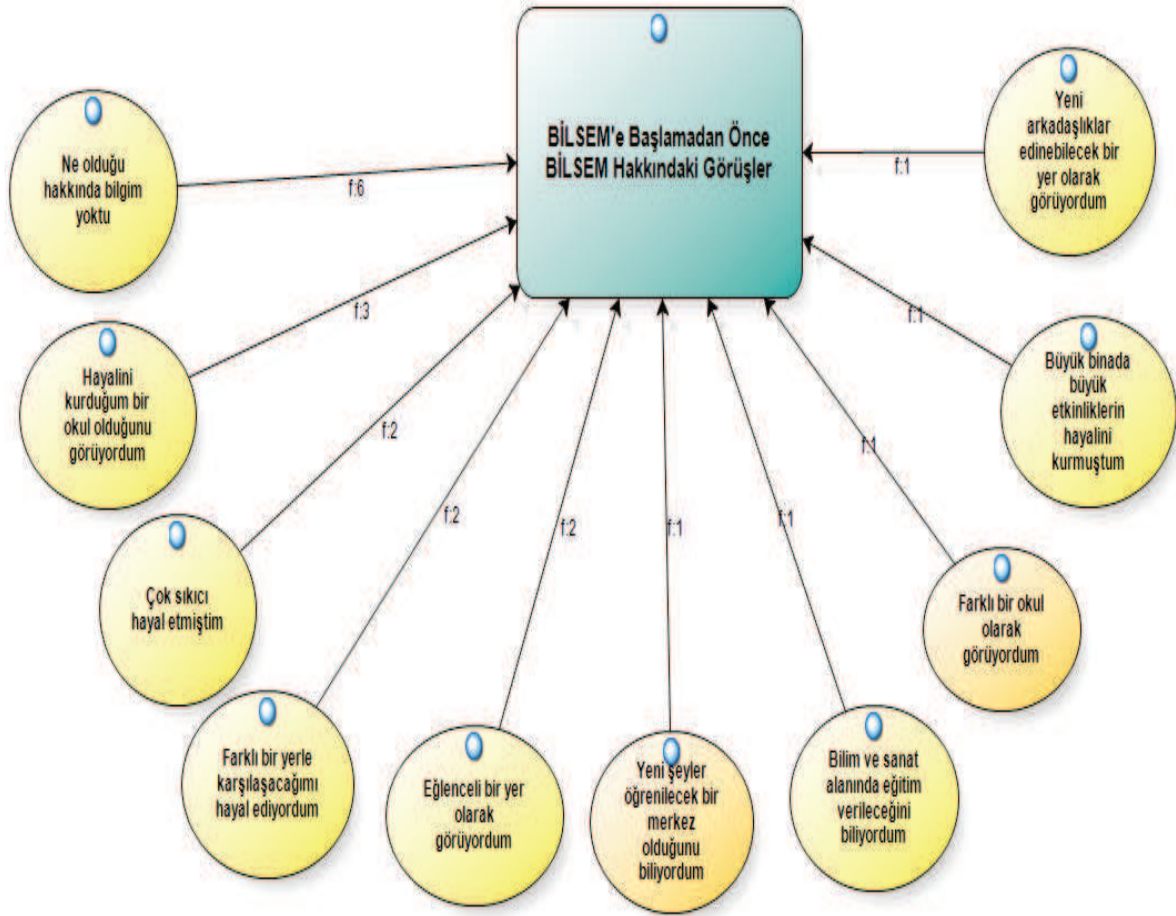 BİLSEM'e Başlamadan Önce
BİLSEM Hakkındaki Görüşler
Ne olduğu
hakkında bilgim
yoktu
f:6
Hayalini
kurduğum bir
okul olduğunu
görüyordum
f:3
Çok sıkıcı
hayal etmiştim
f:2
Farklı bir yerle
karşılaşacağımı
hayal ediyordum
f:2
Eğlenceli bir yer
olarak
görüyordum
f:2
Yeni şeyler
öğrenilecek bir
merkez
olduğunu
biliyordum
f:1
Bilim ve sanat
alanında eğitim
verileceğini
biliyordum
f:1
Farklı bir okul
olarak
görüyordum
f:1
Büyük binada
büyük
etkinliklerin
hayalini
kurmuştum
f:1
Yeni
arkadaşlıklar
edinebilecek bir
yer olarak
görüyordum
f:1